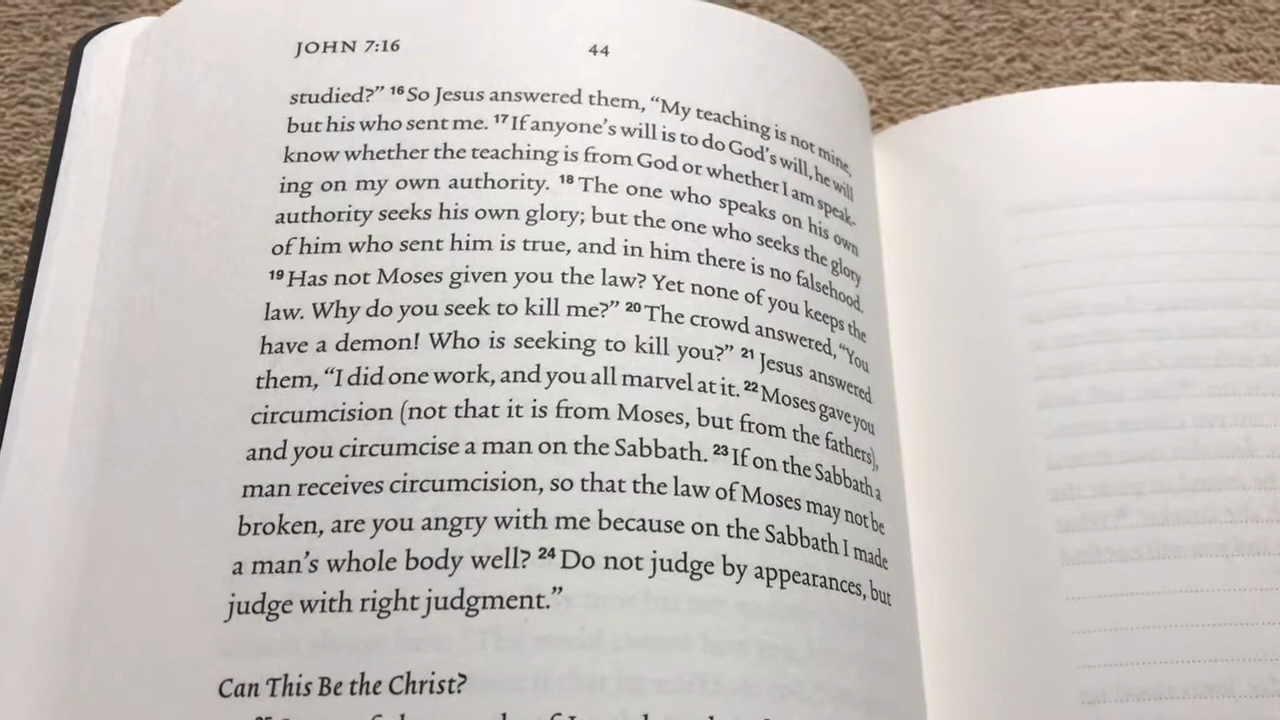 JOHN 7:16 44
studied?” ¹⁶ So Jesus answered them, “My teaching is not mine,
but his who sent me. ¹⁷ If anyone’s will is to do God’s will, he will
know whether the teaching is from God or whether I am speak-
ing on my own authority. ¹⁸ The one who speaks on his own
authority seeks his own glory; but the one who seeks the glory
of him who sent him is true, and in him there is no falsehood.
¹⁹ Has not Moses given you the law? Yet none of you keeps the
law. Why do you seek to kill me?” ²⁰ The crowd answered, “You
have a demon! Who is seeking to kill you?” ²¹ Jesus answered
them, “I did one work, and you all marvel at it. ²² Moses gave you
circumcision (not that it is from Moses, but from the fathers),
and you circumcise a man on the Sabbath. ²³ If on the Sabbath a
man receives circumcision, so that the law of Moses may not be
broken, are you angry with me because on the Sabbath I made
a man’s whole body well? ²⁴ Do not judge by appearances, but
judge with right judgment.”
Can This Be the Christ?